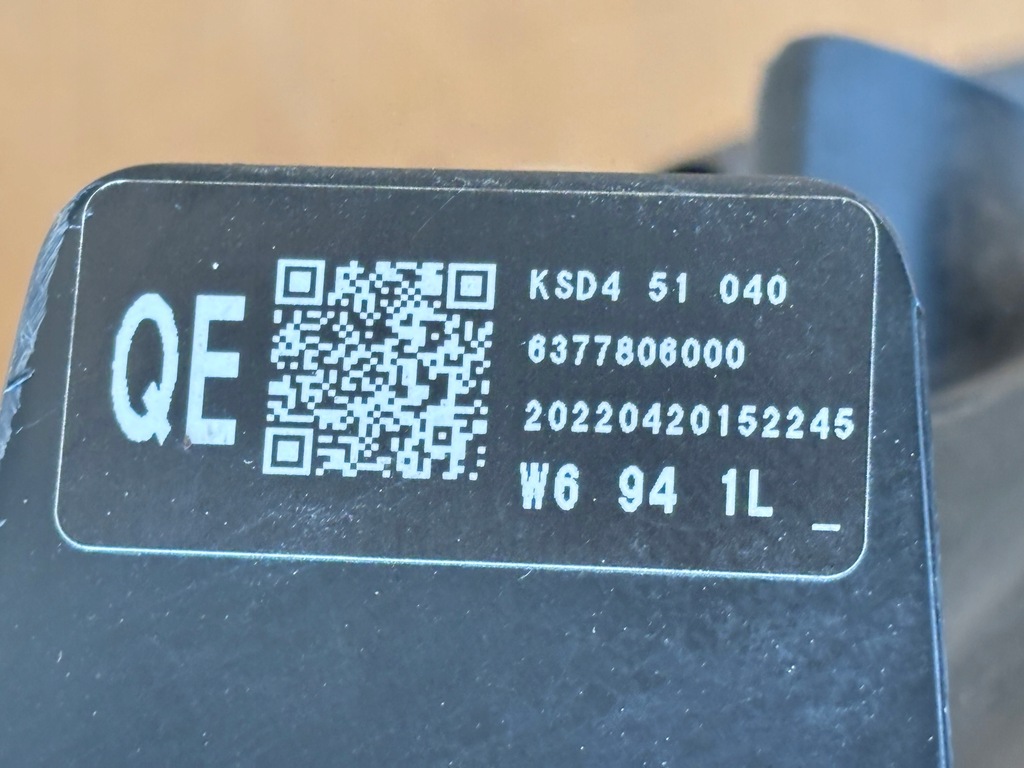 QE
KSD4 51 040
6377806000
20220420152245
W6 94 1L _